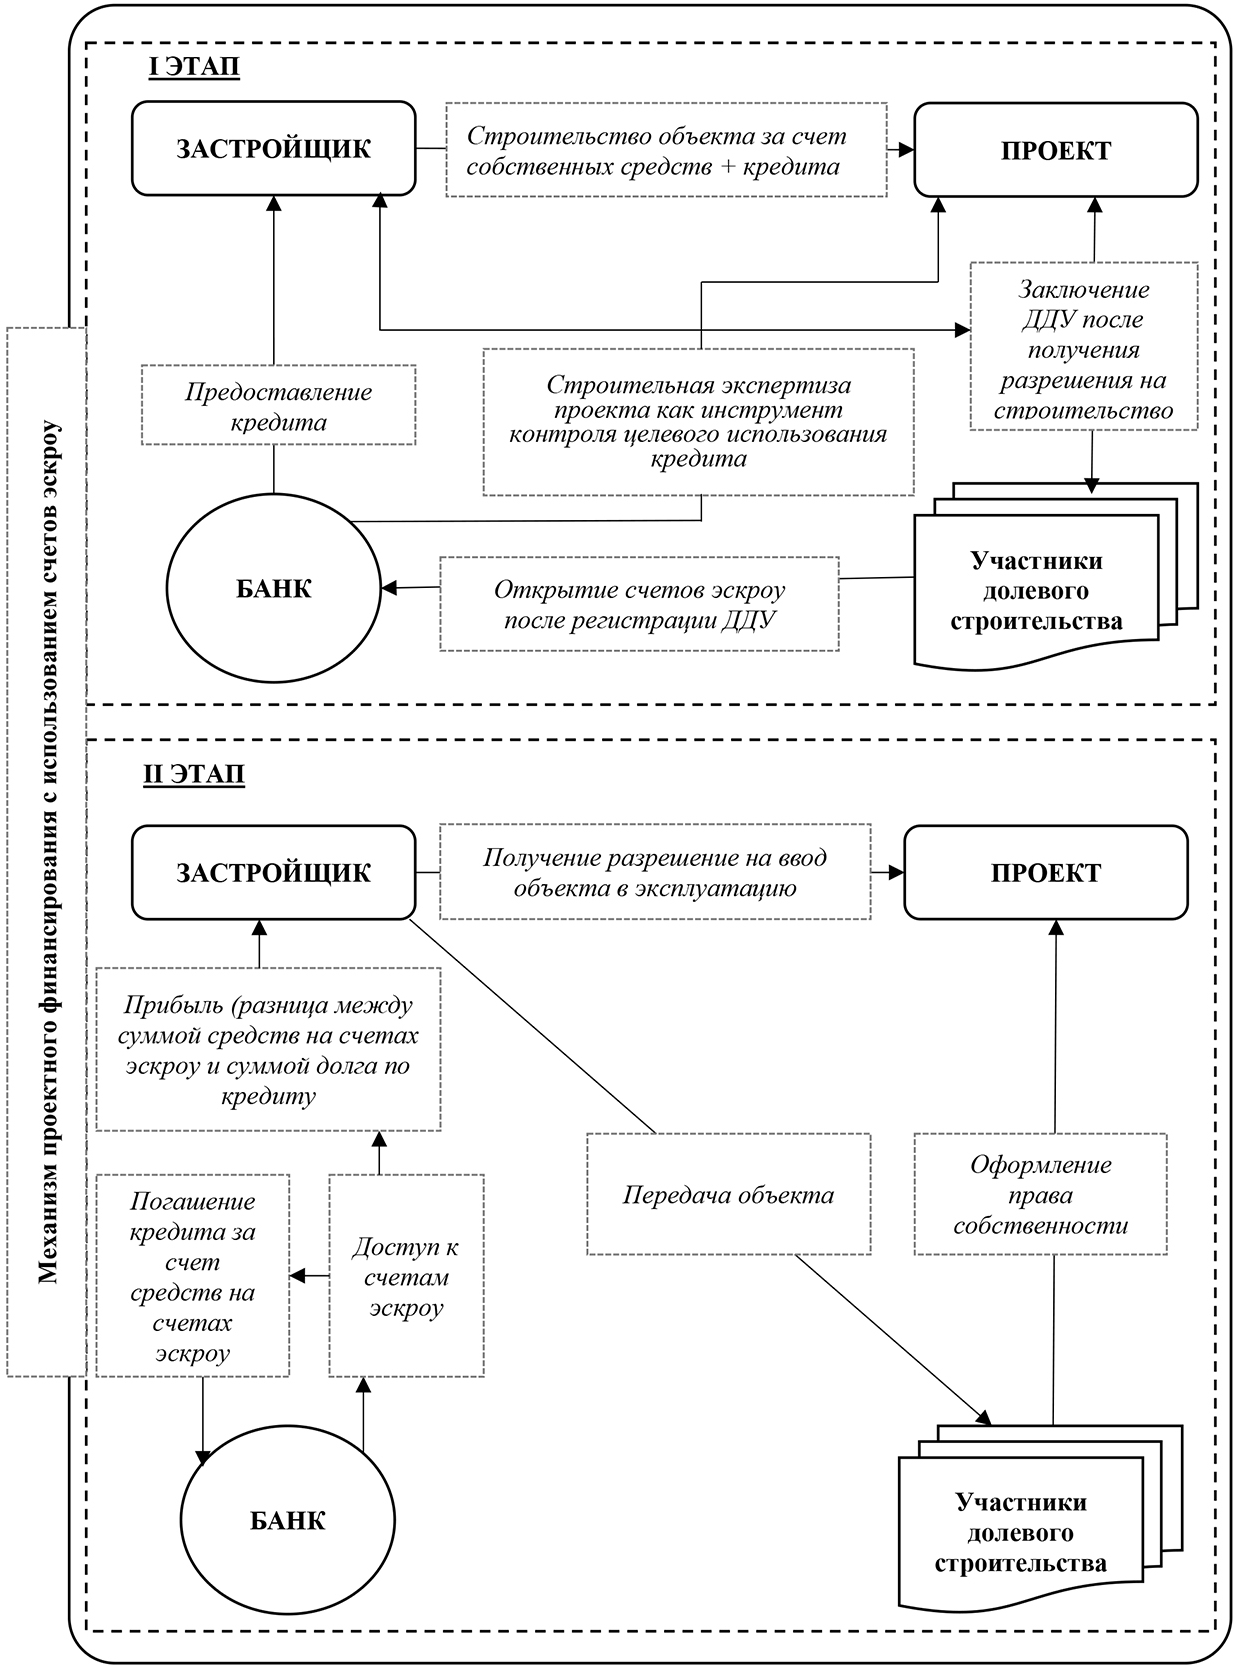 Механизм проектного финансирования с использованием счетов эскроу
I ЭТАП
ЗАСТРОЙЩИК
Строительство объекта за счет
собственных средств + кредита
ПРОЕКТ
Заключение
ДДУ после
получения
разрешения на
строительство
Предоставление
кредита
Строительная экспертиза
проекта как инструмент
контроля целевого использования
кредита
БАНК
Открытие счетов эскроу
после регистрации ДДУ
Участники
долевого
строительства
II ЭТАП
ЗАСТРОЙЩИК
Получение разрешение на ввод
объекта в эксплуатацию
ПРОЕКТ
Прибыль (разница между
суммой средств на счетах
эскроу и суммой долга по
кредиту
Передача объекта
Оформление
права
собственности
Погашение
кредита за
счет
средств на
счетах
эскроу
Доступ к
счетам
эскроу
БАНК
Участники
долевого
строительства